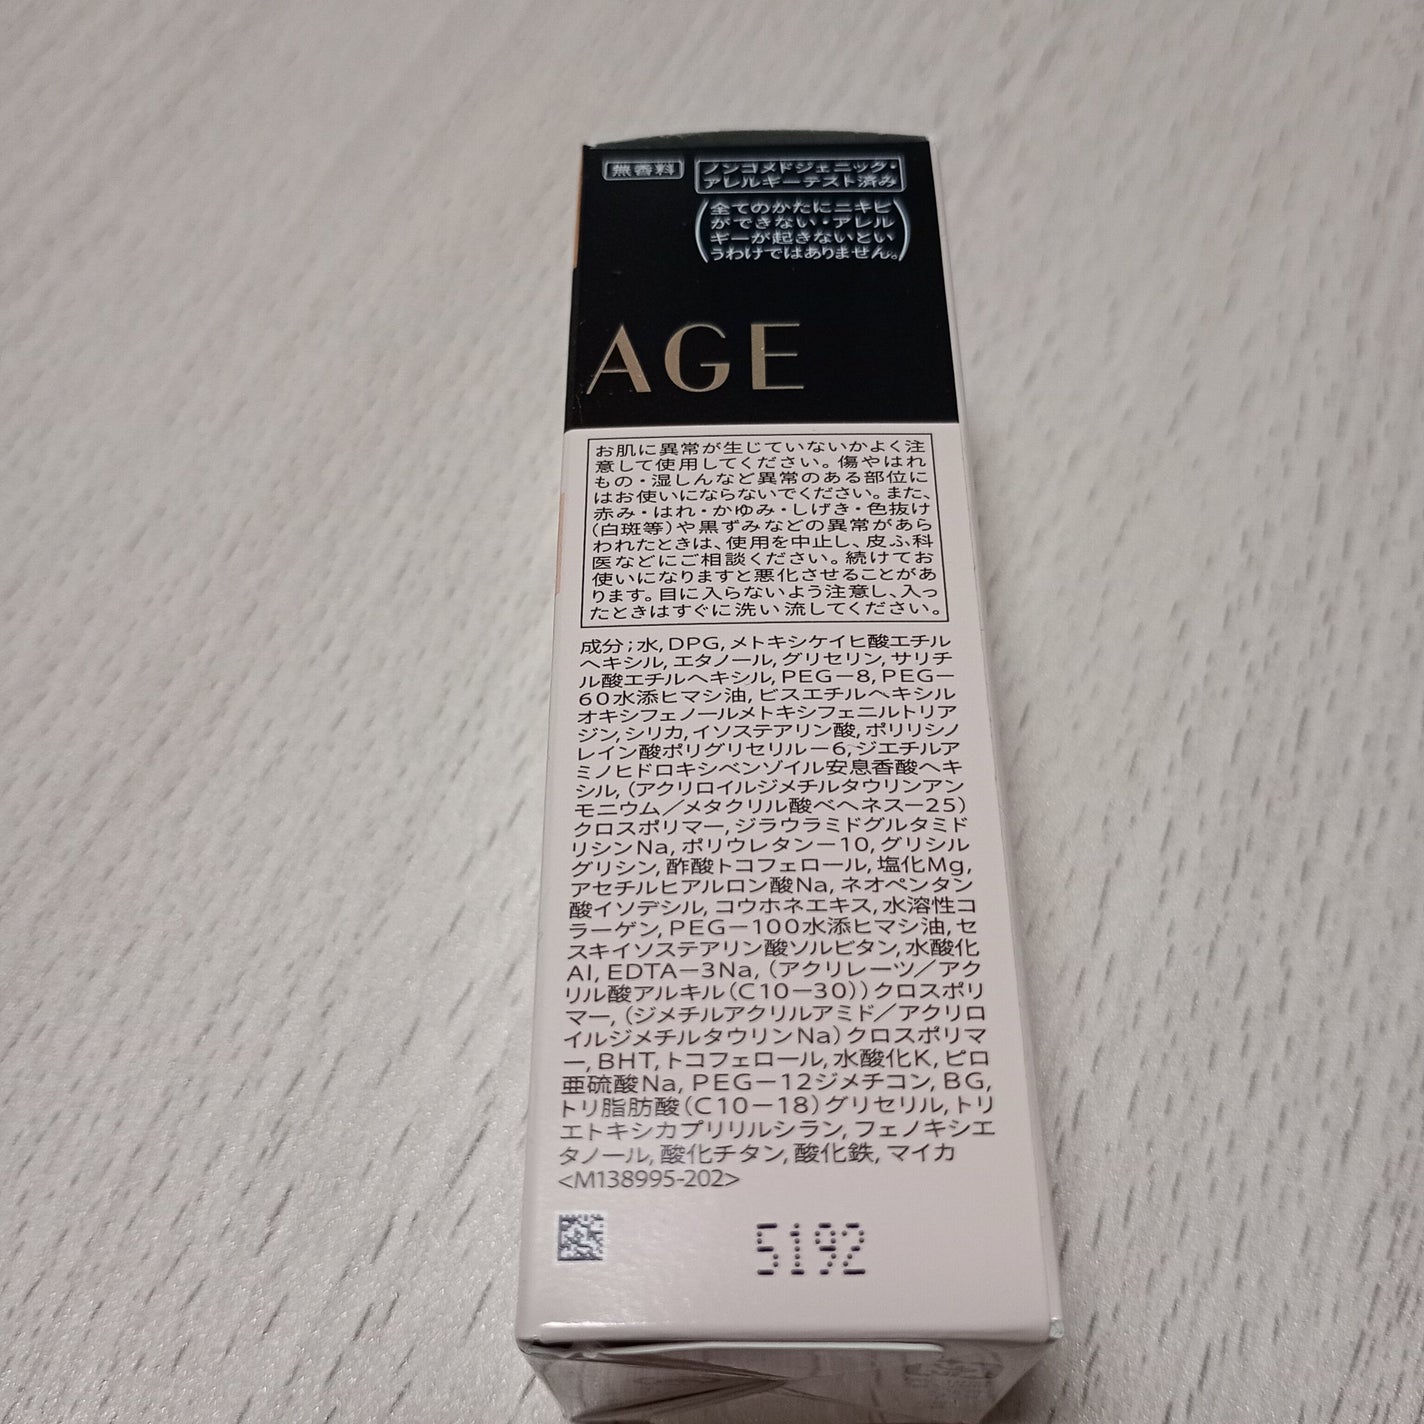 無香料
ノンコメドジェニック・
アレルギーテスト済み
(全てのかたにニキビ
ができない・アレル
ギーが起きないとい
うわけではありません。)
AGE
お肌に異常が生じていないかよく注
意して使用してください。傷やはれ
もの・湿しんなど異常のある部位に
はお使いにならないでください。また、
赤み・はれ・かゆみ・しげき・色抜け
(白斑等)や黒ずみなどの異常があら
われたときは、使用を中止し、皮ふ科
医などにご相談ください。続けてお
使いになりますと悪化させることがあ
ります。目に入らないよう注意し、入っ
たときはすぐに洗い流してください。
成分;水,DPG,メトキシケイヒ酸エチル
ヘキシル,エタノール,グリセリン,サリチ
ル酸エチルヘキシル,PEG－8,PEG－
60水添ヒマシ油,ビスエチルヘキシル
オキシフェノールメトキシフェニルトリア
ジン,シリカ,イソステアリン酸,ポリリシノ
レイン酸ポリグリセリル－6,ジエチルア
ミノヒドロキシベンゾイル安息香酸ヘキ
シル,(アクリロイルジメチルタウリンアン
モニウム／メタクリル酸ベヘネス－25)
クロスポリマー,ジラウラミドグルタミド
リシンNa,ポリウレタン－10,グリシル
グリシン,酢酸トコフェロール,塩化Mg,
アセチルヒアルロン酸Na,ネオペンタン
酸イソデシル,コウホネエキス,水溶性コ
ラーゲン,PEG－100水添ヒマシ油,セ
スキイソステアリン酸ソルビタン,水酸化
Al,EDTA－3Na,(アクリレーツ／アク
リル酸アルキル(C10－30))クロスポリ
マー,(ジメチルアクリルアミド／アクリロ
イルジメチルタウリンNa)クロスポリマ
ー,BHT,トコフェロール,水酸化K,ピロ
亜硫酸Na,PEG－12ジメチコン,BG,
トリ脂肪酸(C10－18)グリセリル,トリ
エトキシカプリリルシラン,フェノキシエ
タノール,酸化チタン,酸化鉄,マイカ
<M138995-202>
5192